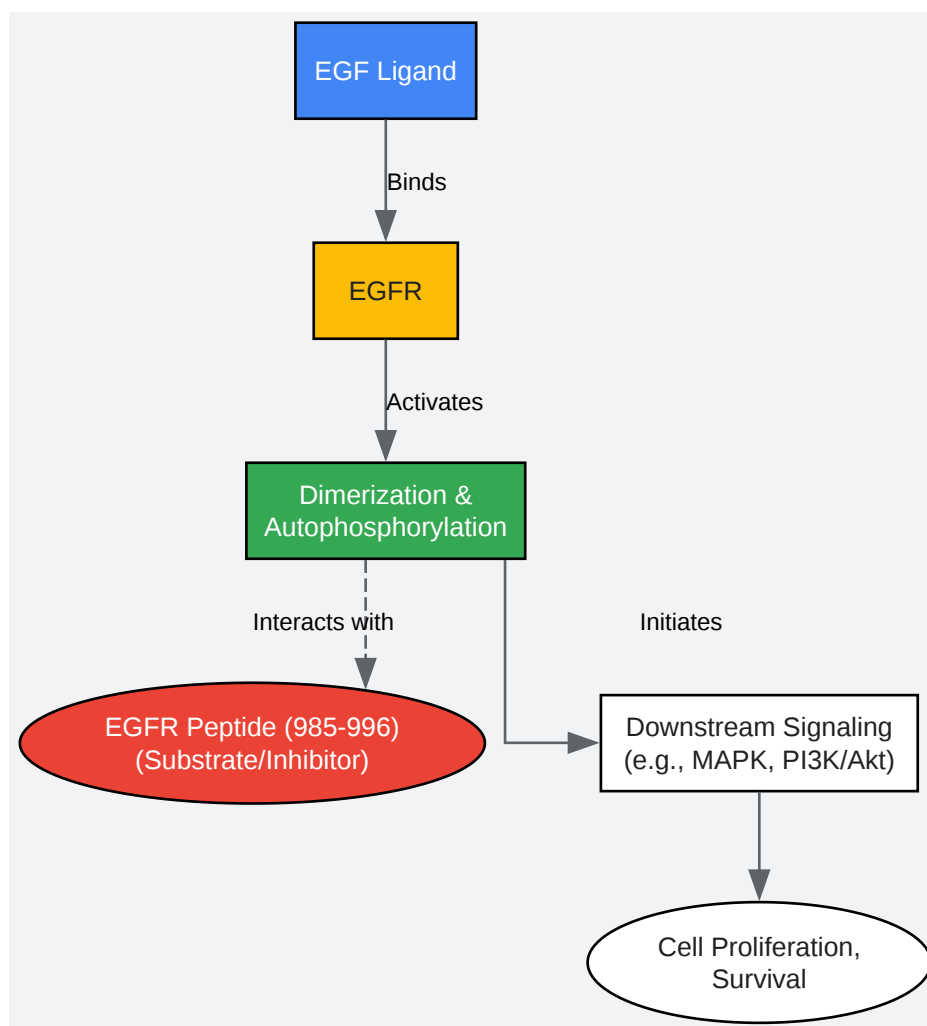 EGF Ligand
Binds
EGFR
Activates
Dimerization &
Autophosphorylation
Interacts with
Initiates
EGFR Peptide (985-996)
(Substrate/Inhibitor)
Downstream Signaling
(e.g., MAPK, PI3K/Akt)
Cell Proliferation,
Survival